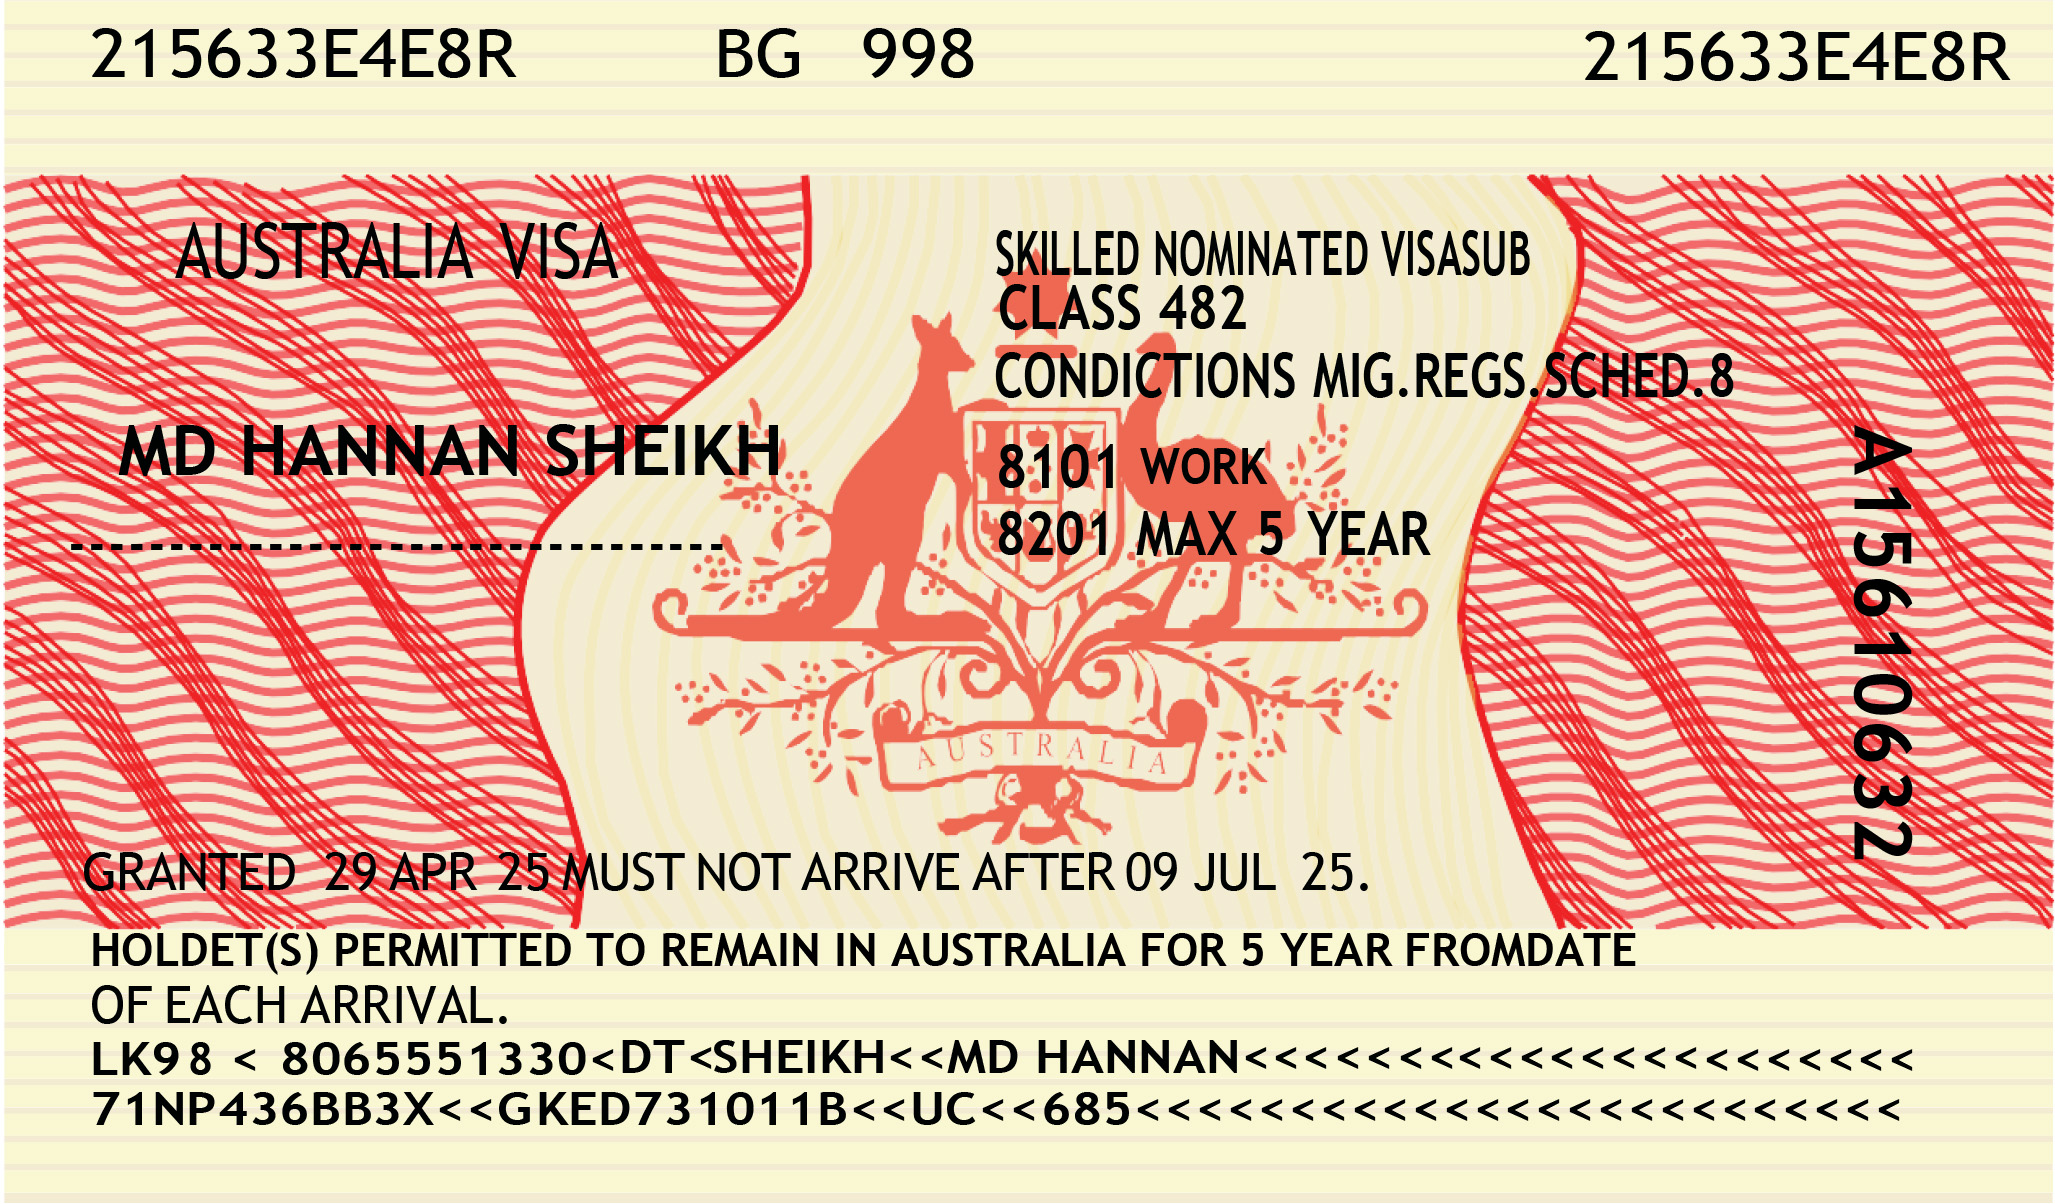 215633E4E8R BG 998 215633E4E8R
AUSTRALIA VISA
SKILLED NOMINATED VISASUB
CLASS 482
CONDICTIONS MIG.REGS.SCHED.8
MD HANNAN SHEIKH
8101 WORK
8201 MAX 5 YEAR
------------------------------
A15610632
AUSTRALIA
GRANTED 29 APR 25 MUST NOT ARRIVE AFTER 09 JUL 25.
HOLDET(S) PERMITTED TO REMAIN IN AUSTRALIA FOR 5 YEAR FROMDATE
OF EACH ARRIVAL.
LK98 < 8065551330<DT<SHEIKH<<MD HANNAN<<<<<<<<<<<<<<<<<<<<<<
71NP436BB3X<<GKED731011B<<UC<<685<<<<<<<<<<<<<<<<<<<<<<<<<